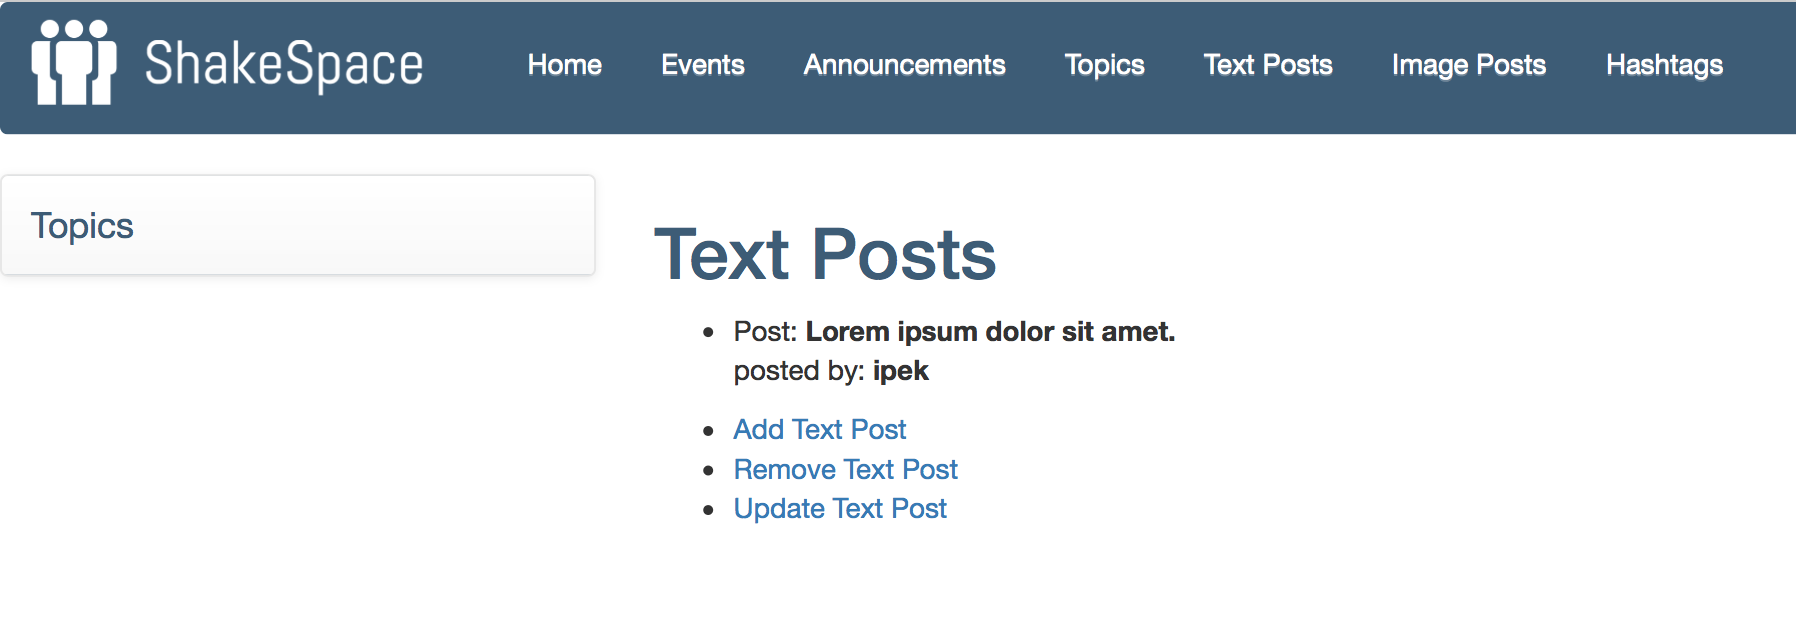 ShakeSpace Home Events Announcements Topics Text Posts Image Posts Hashtags
Topics
Text Posts
Post: Lorem ipsum dolor sit amet.
posted by: ipek
Add Text Post
Remove Text Post
Update Text Post